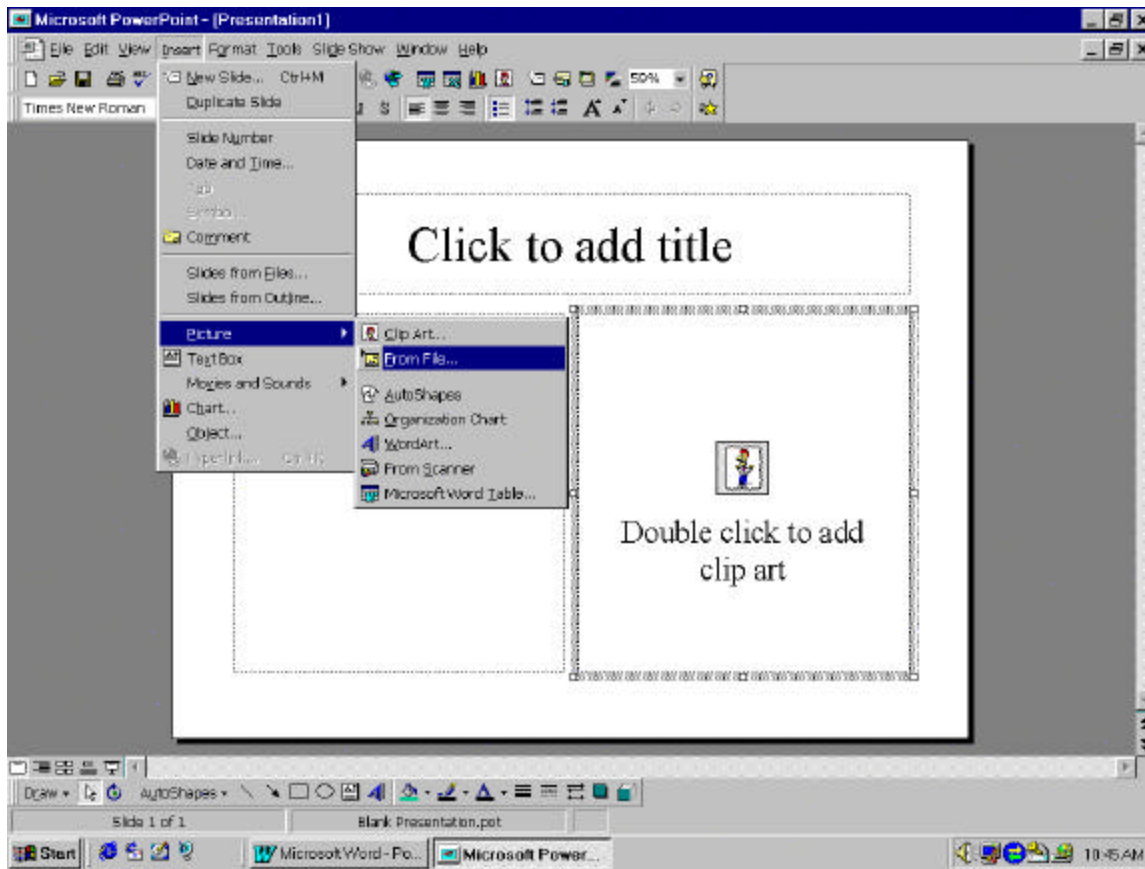 Microsoft PowerPoint - [Presentation1]
File Edit View Insert Format Tools Slide Show Window Help
New Slide... Ctrl+M
50%
Duplicate Slide
Times New Roman
S
A A
Slide Number
Date and Time...
Tab
Symbol...
Comment
Slides from Files...
Slides from Outline...
Picture
Text Box
Movies and Sounds
Chart...
Object...
Hyperlink...
Clip Art...
From File...
AutoShapes
Organization Chart
WordArt...
From Scanner
Microsoft Word Table...
Click to add title
Double click to add
clip art
Draw AutoShapes
Slide 1 of 1 Blank Presentation.pot
Start Microsoft Word - Po... Microsoft Power... 10:45 AM